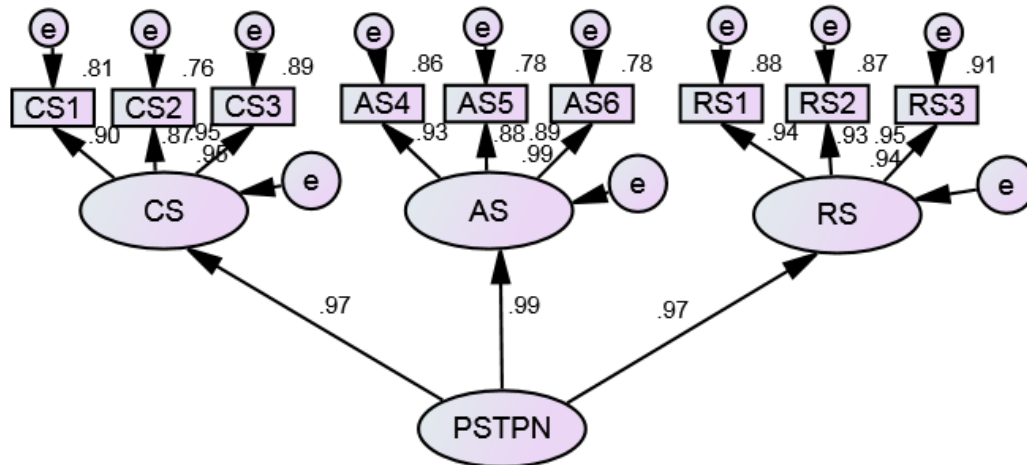 e e e e e e e e e
.81 .76 .89 .86 .78 .78 .88 .87 .91
CS1 CS2 CS3 AS4 AS5 AS6 RS1 RS2 RS3
.90 .87 .95 .93 .88 .89 .94 .93 .95
.95 .99 .94
CS e AS e RS e
.97 .99 .97
PSTPN